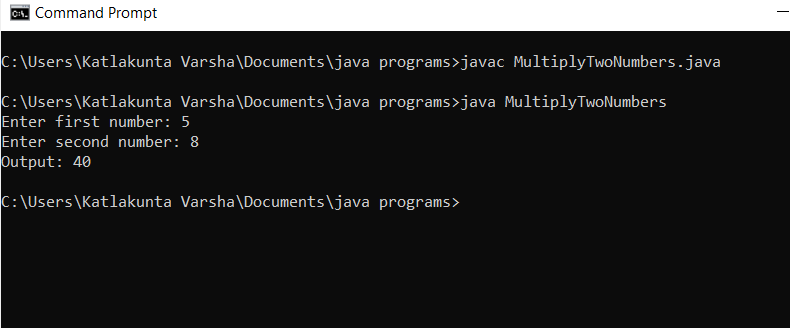 Command Prompt
C:\Users\Katlakunta Varsha\Documents\java programs>javac MultiplyTwoNumbers.java
C:\Users\Katlakunta Varsha\Documents\java programs>java MultiplyTwoNumbers
Enter first number: 5
Enter second number: 8
Output: 40
C:\Users\Katlakunta Varsha\Documents\java programs>